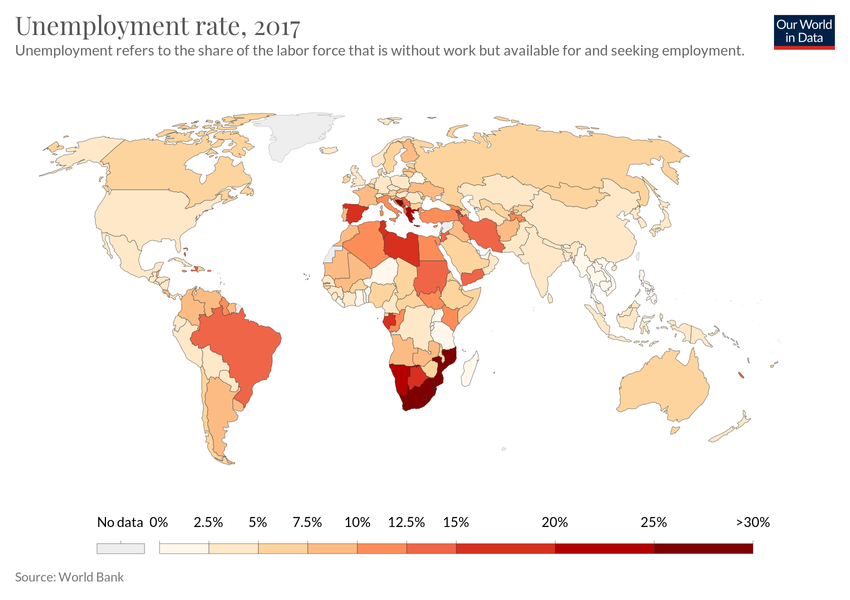 Unemployment rate, 2017
Our World
in Data
Unemployment refers to the share of the labor force that is without work but available for and seeking employment.
No data 0% 2.5% 5% 7.5% 10% 12.5% 15% 20% 25% >30%
Source: World Bank